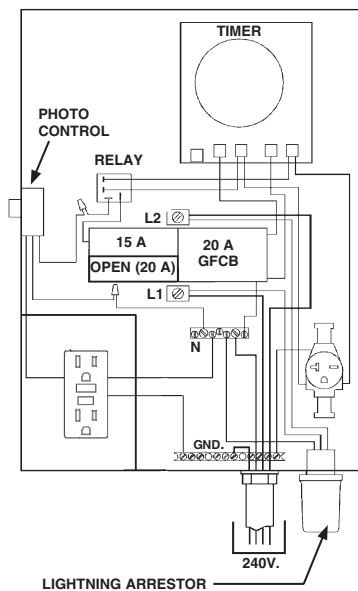 TIMER
PHOTO
CONTROL
RELAY
L2
15 A
20 A
GFCB
OPEN (20 A)
L1
N
GND.
240V.
LIGHTNING ARRESTOR